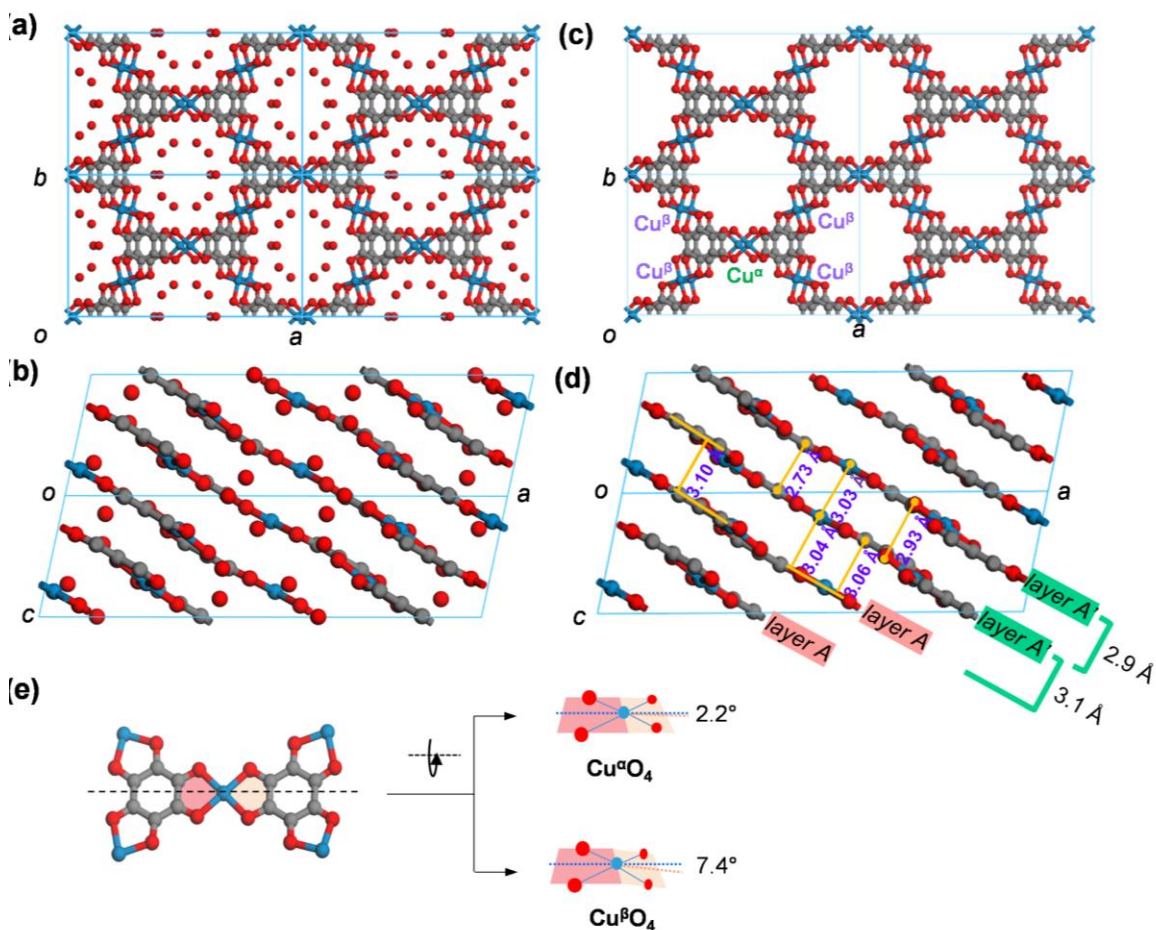 (a)
b
o
a
(c)
b
Cuβ
Cuβ
Cuβ
Cuα
Cuβ
o
a
(b)
o
a
c
(d)
o
a
c
3.10 Å
2.73 Å
3.03 Å
3.04 Å
3.06 Å
2.93 Å
layer A
layer A
layer A'
layer A'
2.9 Å
3.1 Å
(e)
2.2°
CuαO4
7.4°
CuβO4